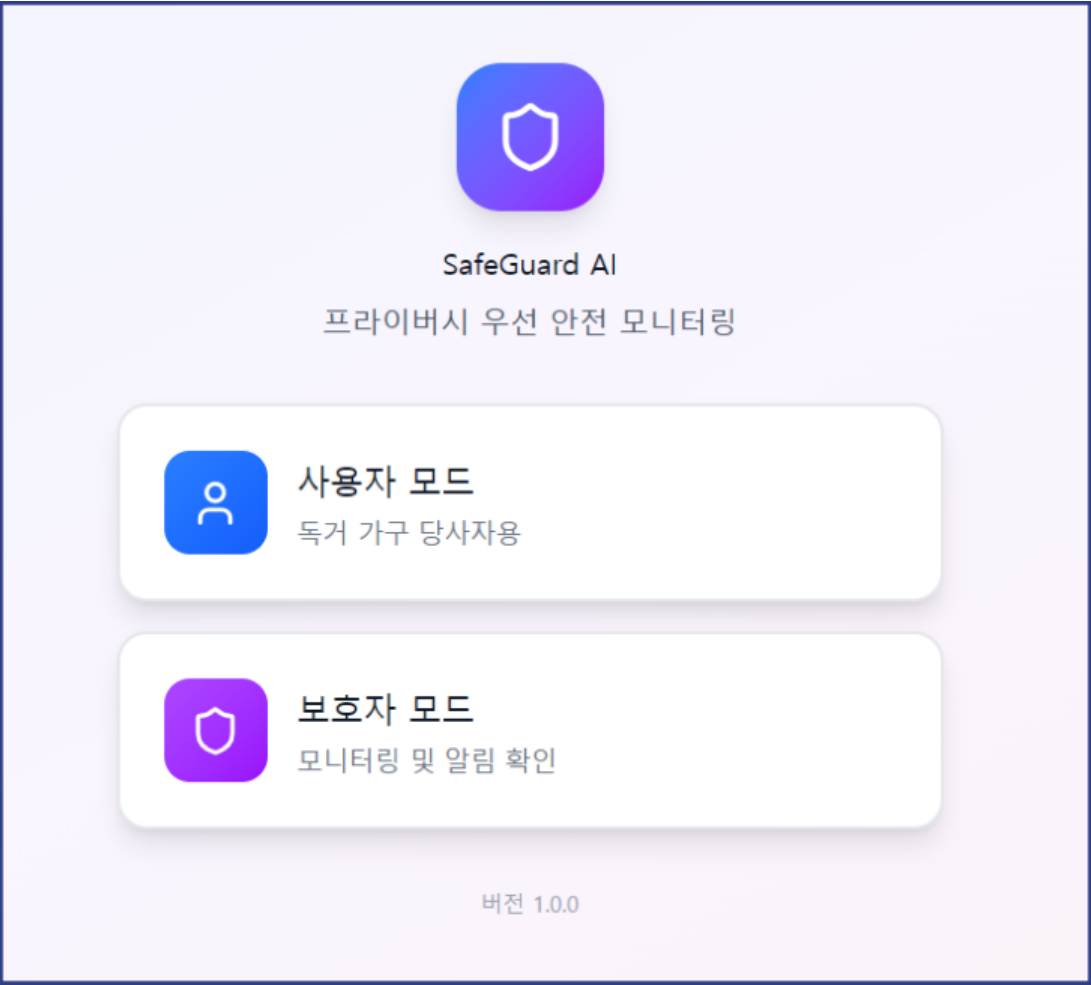 SafeGuard AI
프라이버시 우선 안전 모니터링
사용자 모드
독거 가구 당사자용
보호자 모드
모니터링 및 알림 확인
버전 1.0.0